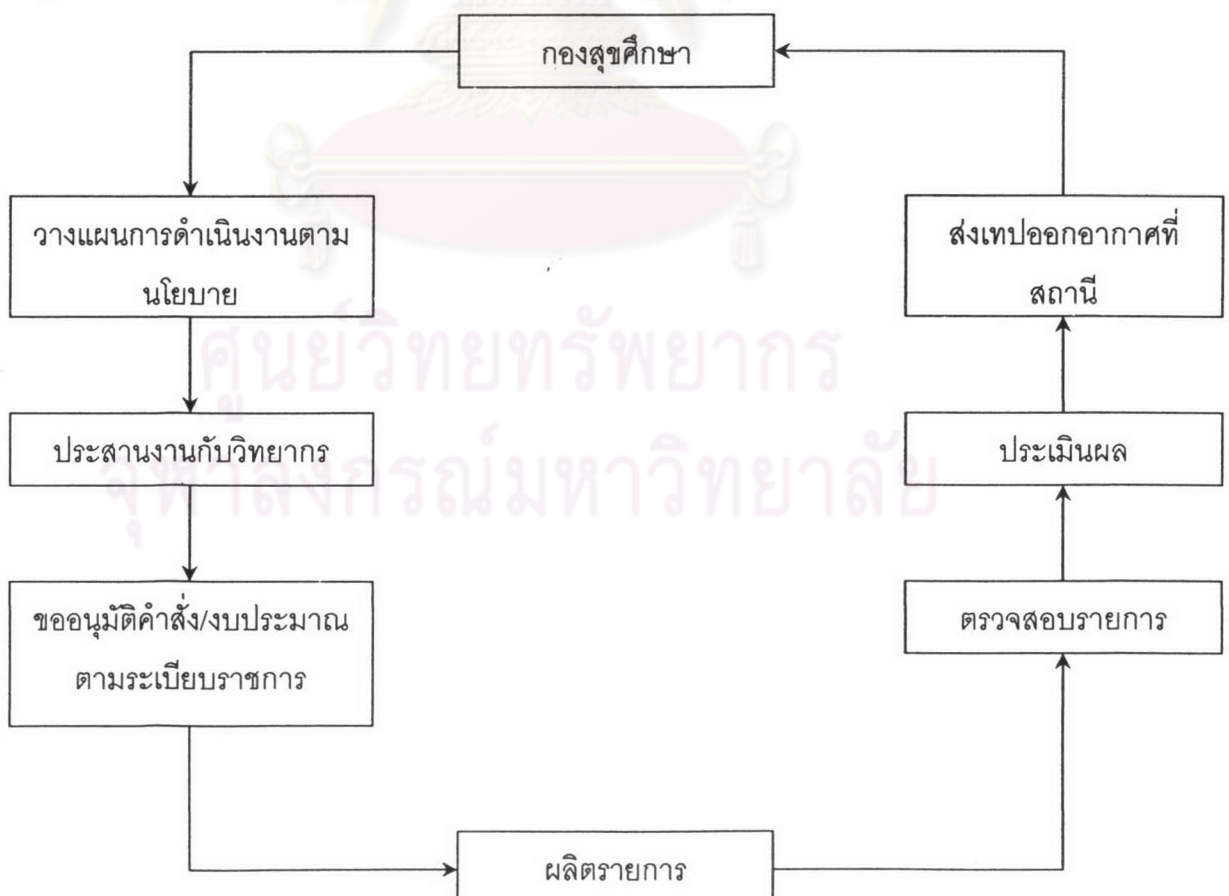 กองสุขศึกษา
วางแผนการดำเนินงานตาม
นโยบาย
ประสานงานกับวิทยากร
ขออนุมัติคำสั่ง/งบประมาณ
ตามระเบียบราชการ
ผลิตรายการ
ตรวจสอบรายการ
ประเมินผล
ส่งเทปออกอากาศที่
สถานี
ศูนย์วิทยทรัพยากร
จุฬาลงกรณ์มหาวิทยาลัย